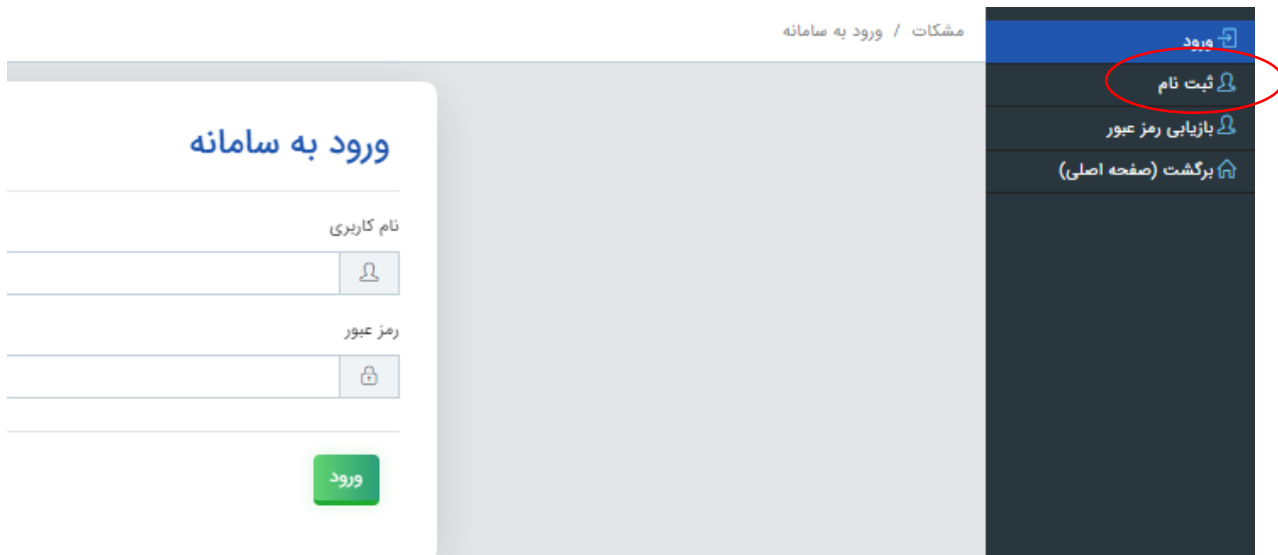 مشکات / ورود به سامانه
ورود
ثبت نام
بازیابی رمز عبور
برگشت (صفحه اصلی)
ورود به سامانه
نام کاربری
رمز عبور
ورود